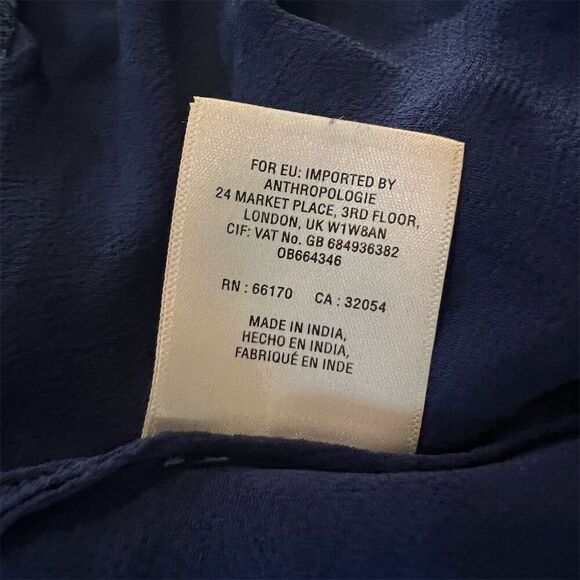 FOR EU: IMPORTED BY
ANTHROPOLOGIE
24 MARKET PLACE, 3RD FLOOR,
LONDON, UK W1W8AN
CIF: VAT No. GB 684936382
OB664346
RN : 66170 CA : 32054
MADE IN INDIA,
HECHO EN INDIA,
FABRIQUÉ EN INDE